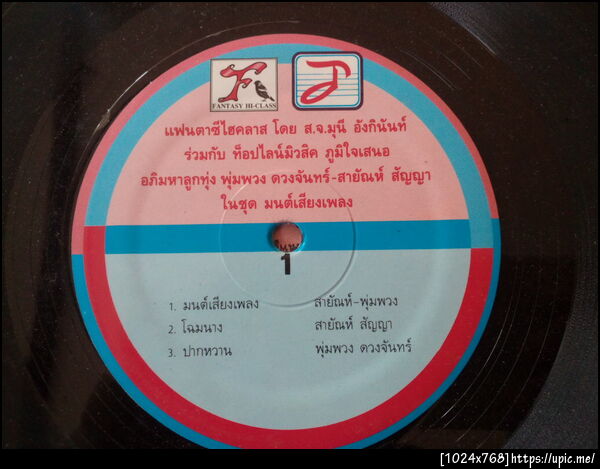 FANTASY HI-CLASS
แฟนตาซีไฮคลาส โดย ส.จ.มุนี อังกินันท์
ร่วมกับ ท็อปไลน์มิวสิค ภูมิใจเสนอ
อภิมหาลูกทุ่ง พุ่มพวง ดวงจันทร์-สายัณห์ สัญญา
ในชุด มนต์เสียงเพลง
1
1. มนต์เสียงเพลง สายัณห์-พุ่มพวง
2. โฉมนาง สายัณห์ สัญญา
3. ปากหวาน พุ่มพวง ดวงจันทร์
[1024x768]https://upic.me/